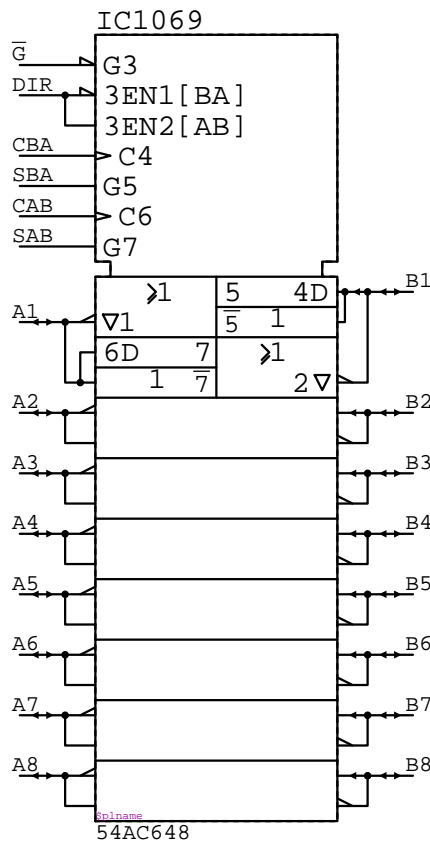 IC1069
G̅
G3
DIR
3EN1[BA]
3EN2[AB]
CBA
C4
SBA
G5
CAB
C6
SAB
G7
≥1 5 4D B1
A1 ▽1 5̅ 1
6D 7 ≥1
1 7̅ 2▽
A2 B2
A3 B3
A4 B4
A5 B5
A6 B6
A7 B7
A8 B8
$plname
54AC648